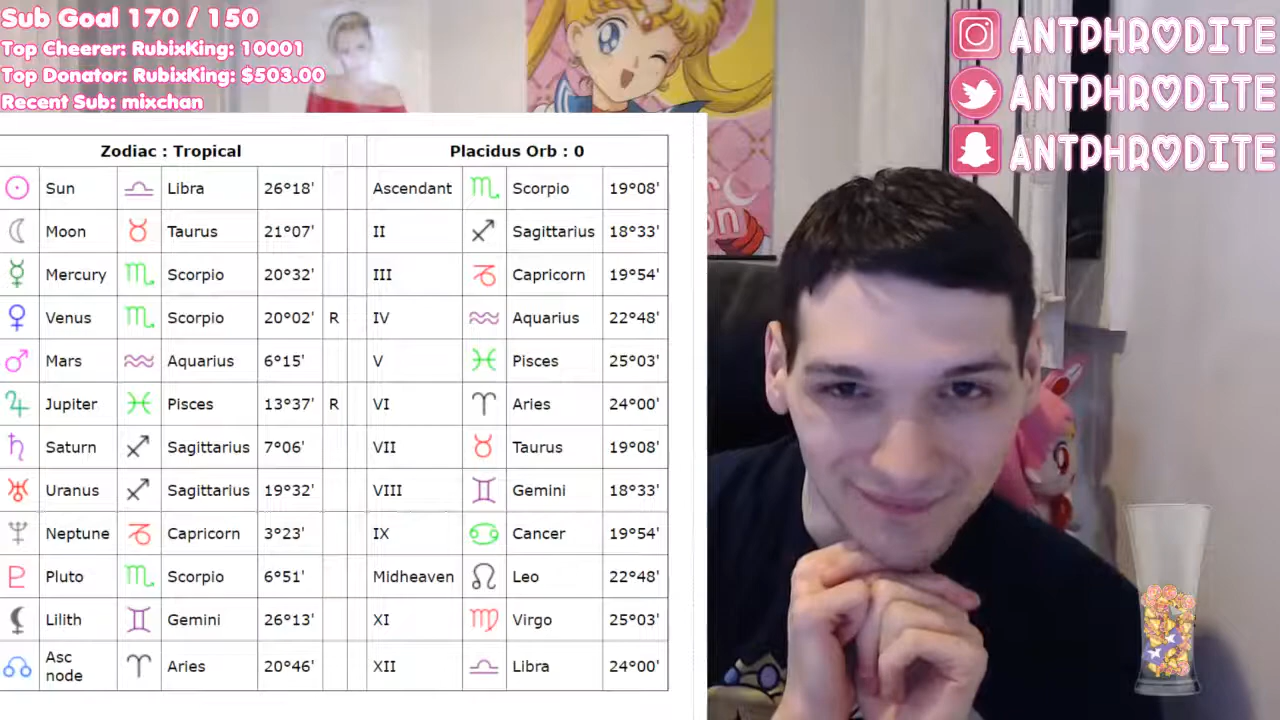 Sub Goal 170 / 150
Top Cheerer: RubixKing: 10001
Top Donator: RubixKing: $503.00
Recent Sub: mixchan
ANTPHRODITE
ANTPHRODITE
ANTPHRODITE
Zodiac : Tropical Placidus Orb : 0
Sun Libra 26°18' Ascendant Scorpio 19°08'
Moon Taurus 21°07' II Sagittarius 18°33'
Mercury Scorpio 20°32' III Capricorn 19°54'
Venus Scorpio 20°02' R IV Aquarius 22°48'
Mars Aquarius 6°15' V Pisces 25°03'
Jupiter Pisces 13°37' R VI Aries 24°00'
Saturn Sagittarius 7°06' VII Taurus 19°08'
Uranus Sagittarius 19°32' VIII Gemini 18°33'
Neptune Capricorn 3°23' IX Cancer 19°54'
Pluto Scorpio 6°51' Midheaven Leo 22°48'
Lilith Gemini 26°13' XI Virgo 25°03'
Asc node Aries 20°46' XII Libra 24°00'